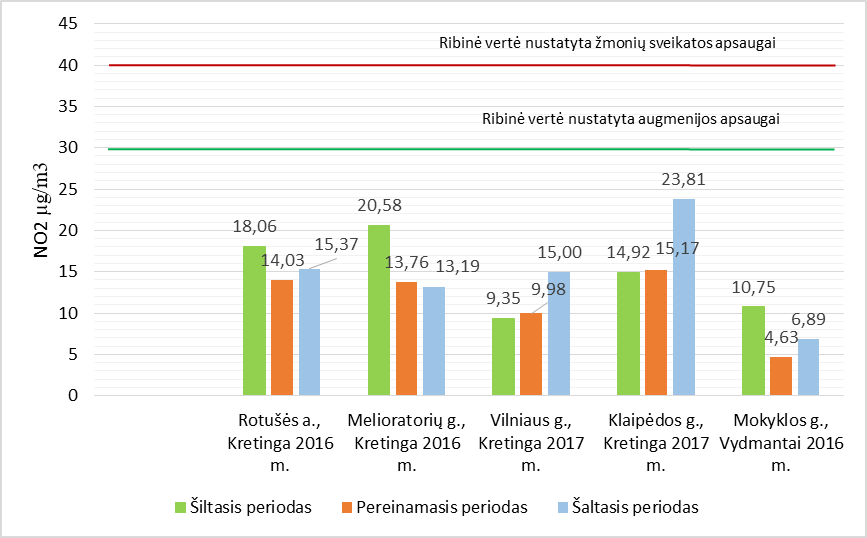 45
Ribinė vertė nustatyta žmonių sveikatos apsaugai
40
35
Ribinė vertė nustatyta augmenijos apsaugai
30
25
20
15
10
5
0
NO2 µg/m3
18,06
14,03
15,37
20,58
13,76
13,19
9,35
9,98
15,00
14,92
15,17
23,81
10,75
4,63
6,89
Rotušės a.,
Kretinga 2016
m.
Melioratorių g.,
Kretinga 2016
m.
Vilniaus g.,
Kretinga 2017
m.
Klaipėdos g.,
Kretinga 2017
m.
Mokyklos g.,
Vydmantai 2016
m.
Šiltasis periodas
Pereinamasis periodas
Šaltasis periodas